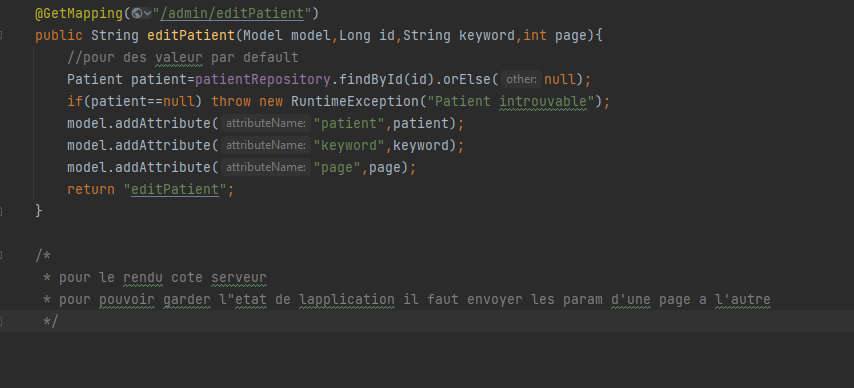 @GetMapping("/admin/editPatient")
public String editPatient(Model model,Long id,String keyword,int page){
//pour des valeur par default
Patient patient=patientRepository.findById(id).orElse( other: null);
if(patient==null) throw new RuntimeException("Patient introuvable");
model.addAttribute( attributeName: "patient",patient);
model.addAttribute( attributeName: "keyword",keyword);
model.addAttribute( attributeName: "page",page);
return "editPatient";
}
/*
* pour le rendu cote serveur
* pour pouvoir garder l"etat de lapplication il faut envoyer les param d'une page a l'autre
*/